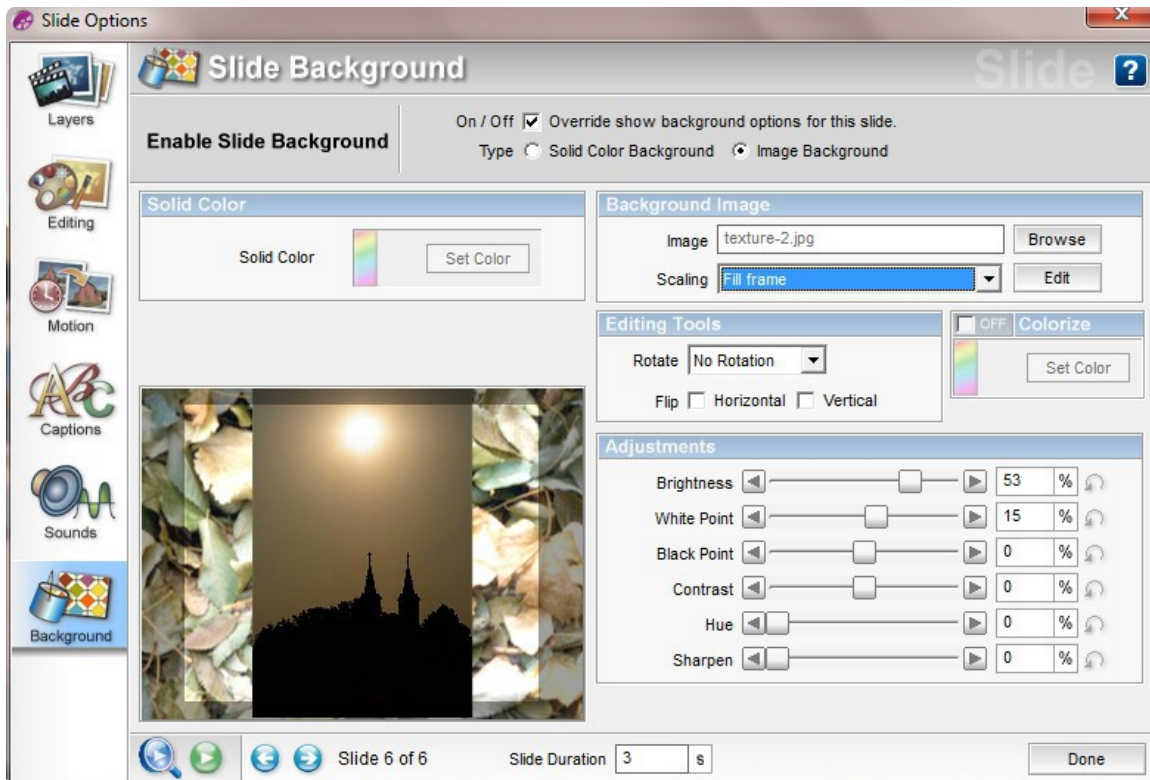 Slide Options
x
Layers
Editing
Motion
ABC
Captions
Sounds
Background
Slide Background
Slide
?
Enable Slide Background
On / Off Override show background options for this slide.
Type Solid Color Background Image Background
Solid Color
Solid Color Set Color
Background Image
Image texture-2.jpg Browse
Scaling Fill frame Edit
Editing Tools
Rotate No Rotation
Flip Horizontal Vertical
OFF Colorize
Set Color
Adjustments
Brightness 53 %
White Point 15 %
Black Point 0 %
Contrast 0 %
Hue 0 %
Sharpen 0 %
Slide 6 of 6 Slide Duration 3 s Done